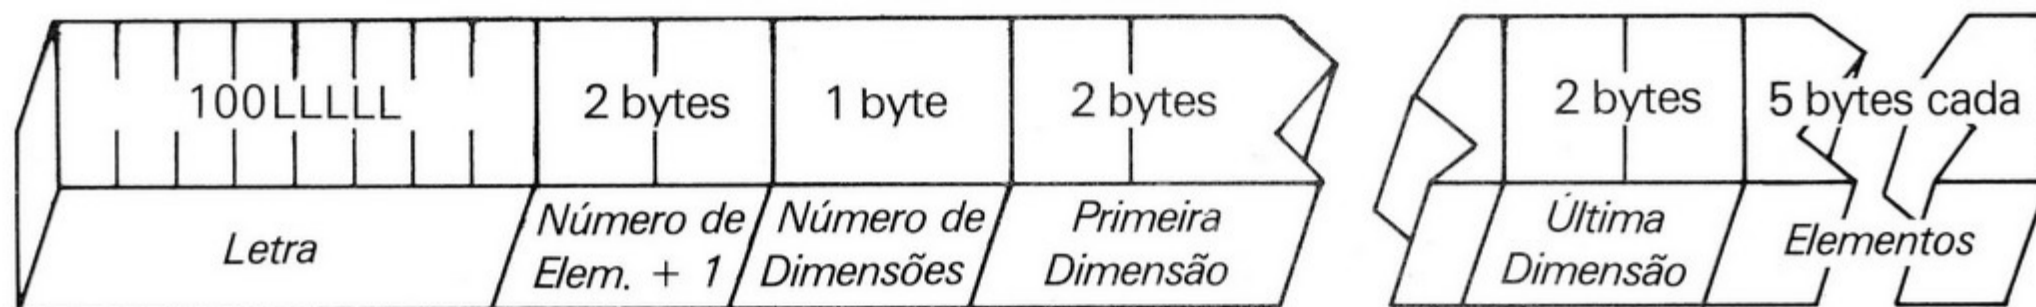 100LLLLL 2 bytes 1 byte 2 bytes 2 bytes 5 bytes cada
Letra
Número de Elem. + 1
Número de Dimensões
Primeira Dimensão
Última Dimensão
Elementos